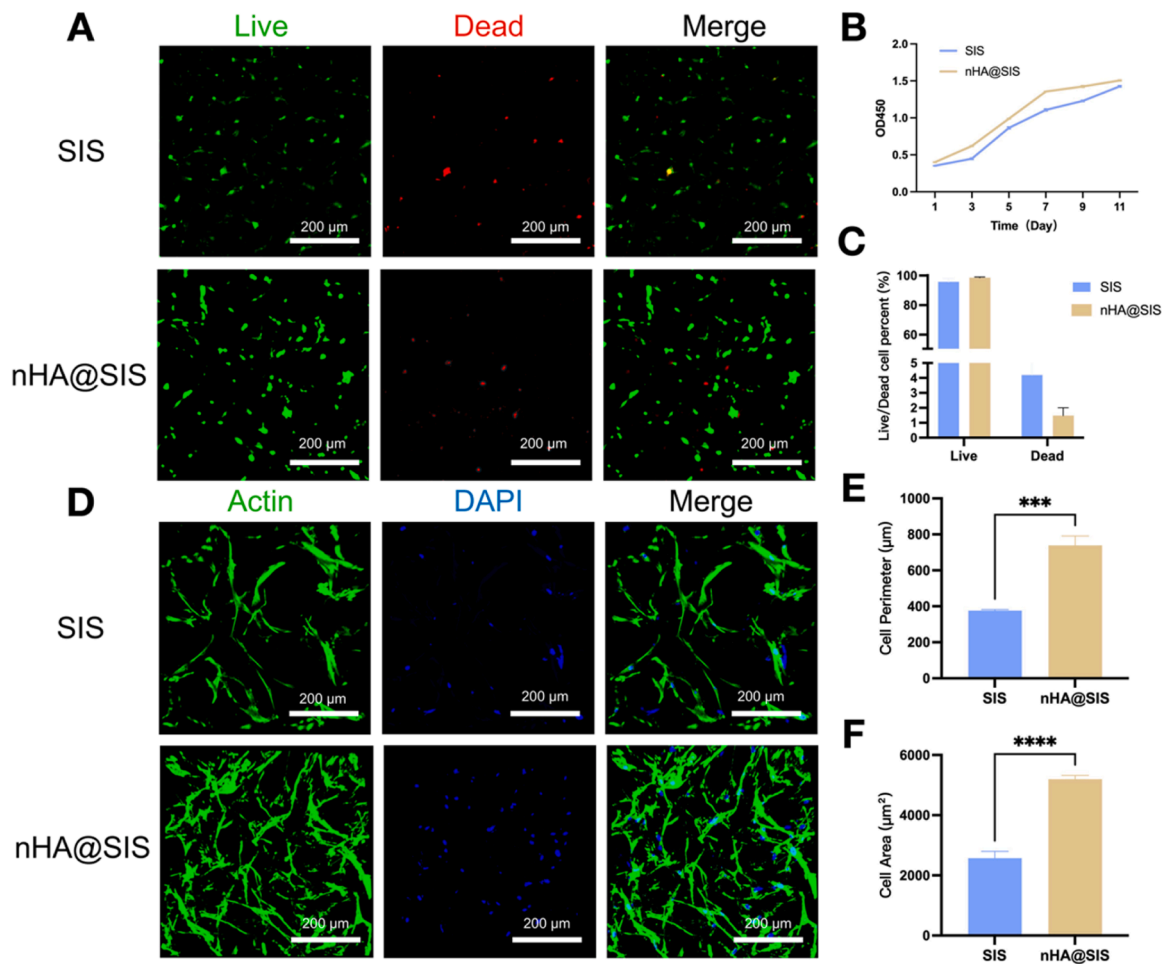 A
Live
Dead
Merge
SIS
200 µm
200 µm
200 µm
nHA@SIS
200 µm
200 µm
200 µm
B
2.0
1.5
1.0
0.5
0.0
OD450
SIS
nHA@SIS
1 3 5 7 9 11
Time（Day）
C
100
80
60
5
4
3
2
1
0
Live/Dead cell percent (%)
SIS
nHA@SIS
Live Dead
D
Actin
DAPI
Merge
SIS
200 µm
200 µm
200 µm
nHA@SIS
200 µm
200 µm
200 µm
E
1000
800
600
400
200
0
Cell Perimeter (µm)
***
SIS nHA@SIS
F
6000
4000
2000
0
Cell Area (µm²)
****
SIS nHA@SIS